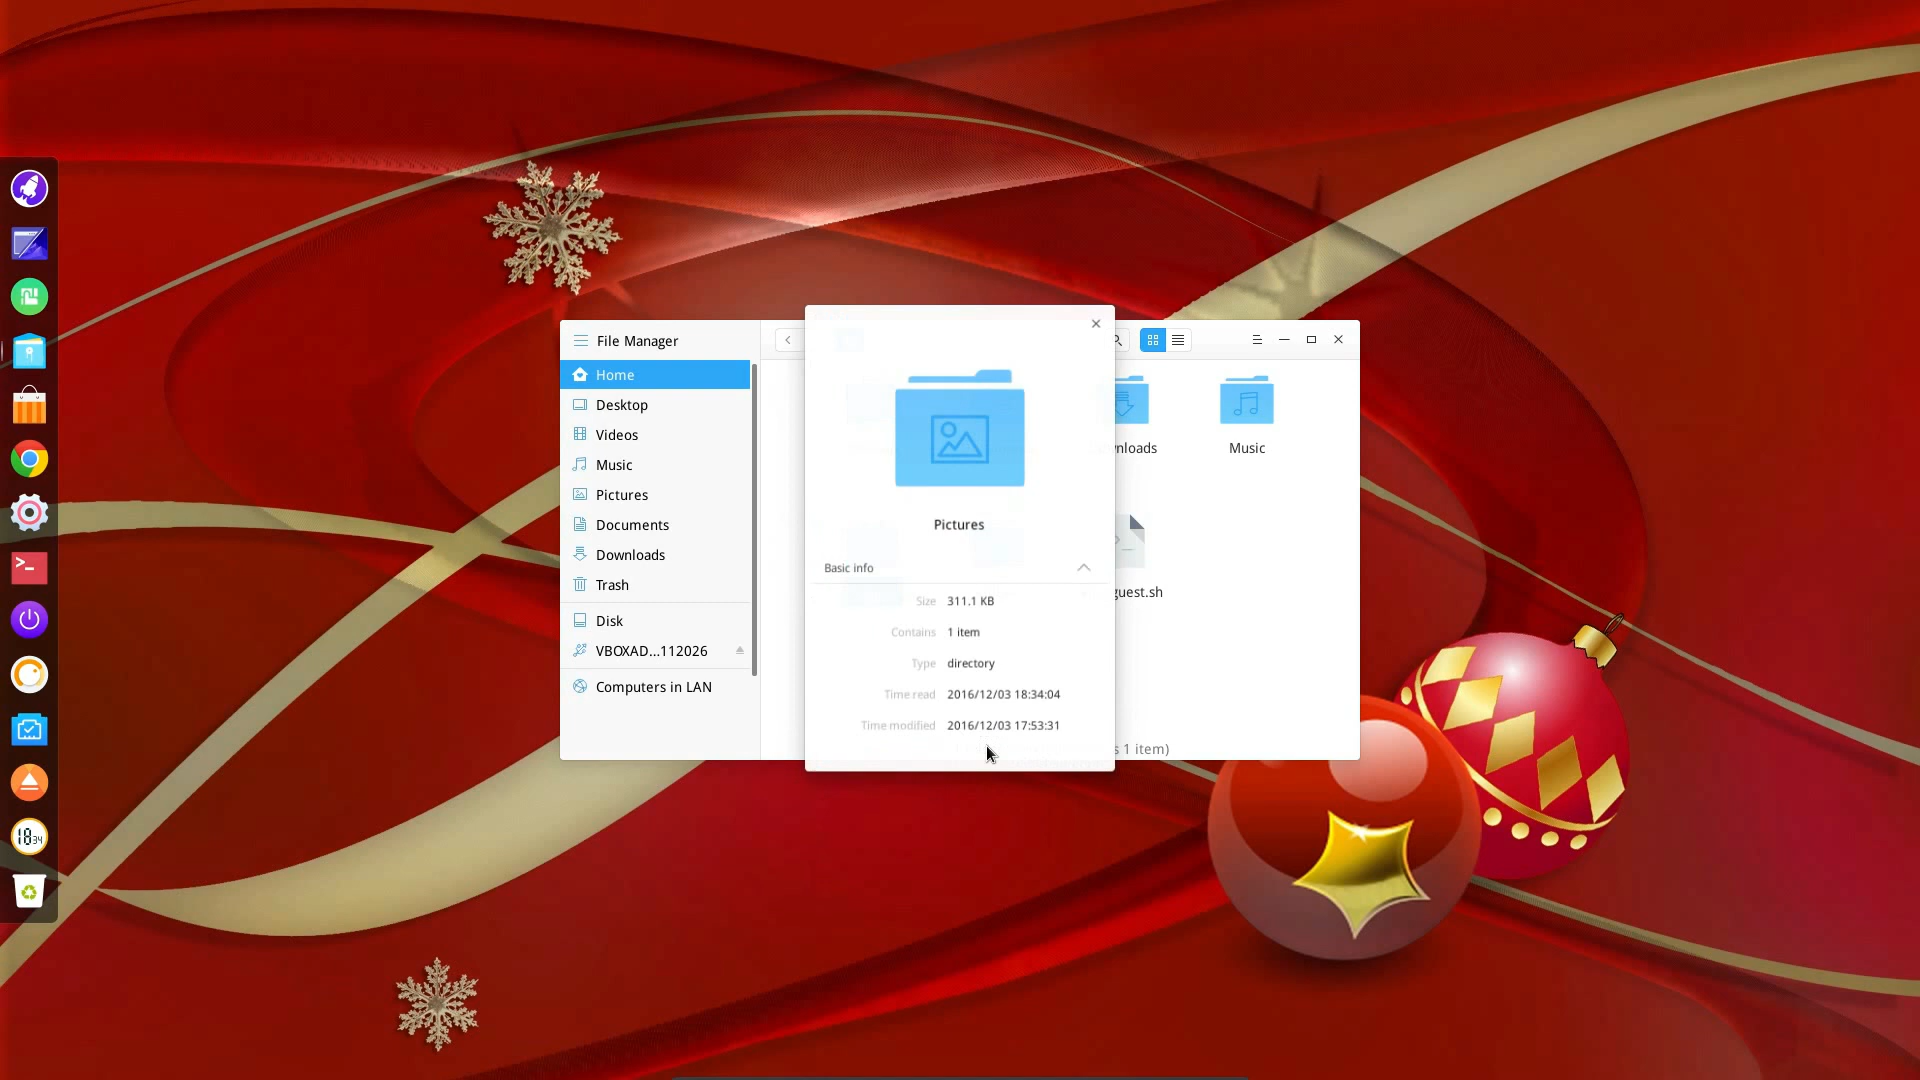 File Manager
Home
Desktop
Videos
Music
Pictures
Documents
Downloads
Trash
Disk
VBOXAD...112026
Computers in LAN
Pictures
Basic info
Size 311.1 KB
Contains 1 item
Type directory
Time read 2016/12/03 18:34:04
Time modified 2016/12/03 17:53:31
nloads
Music
guest.sh
1 item)
18 34